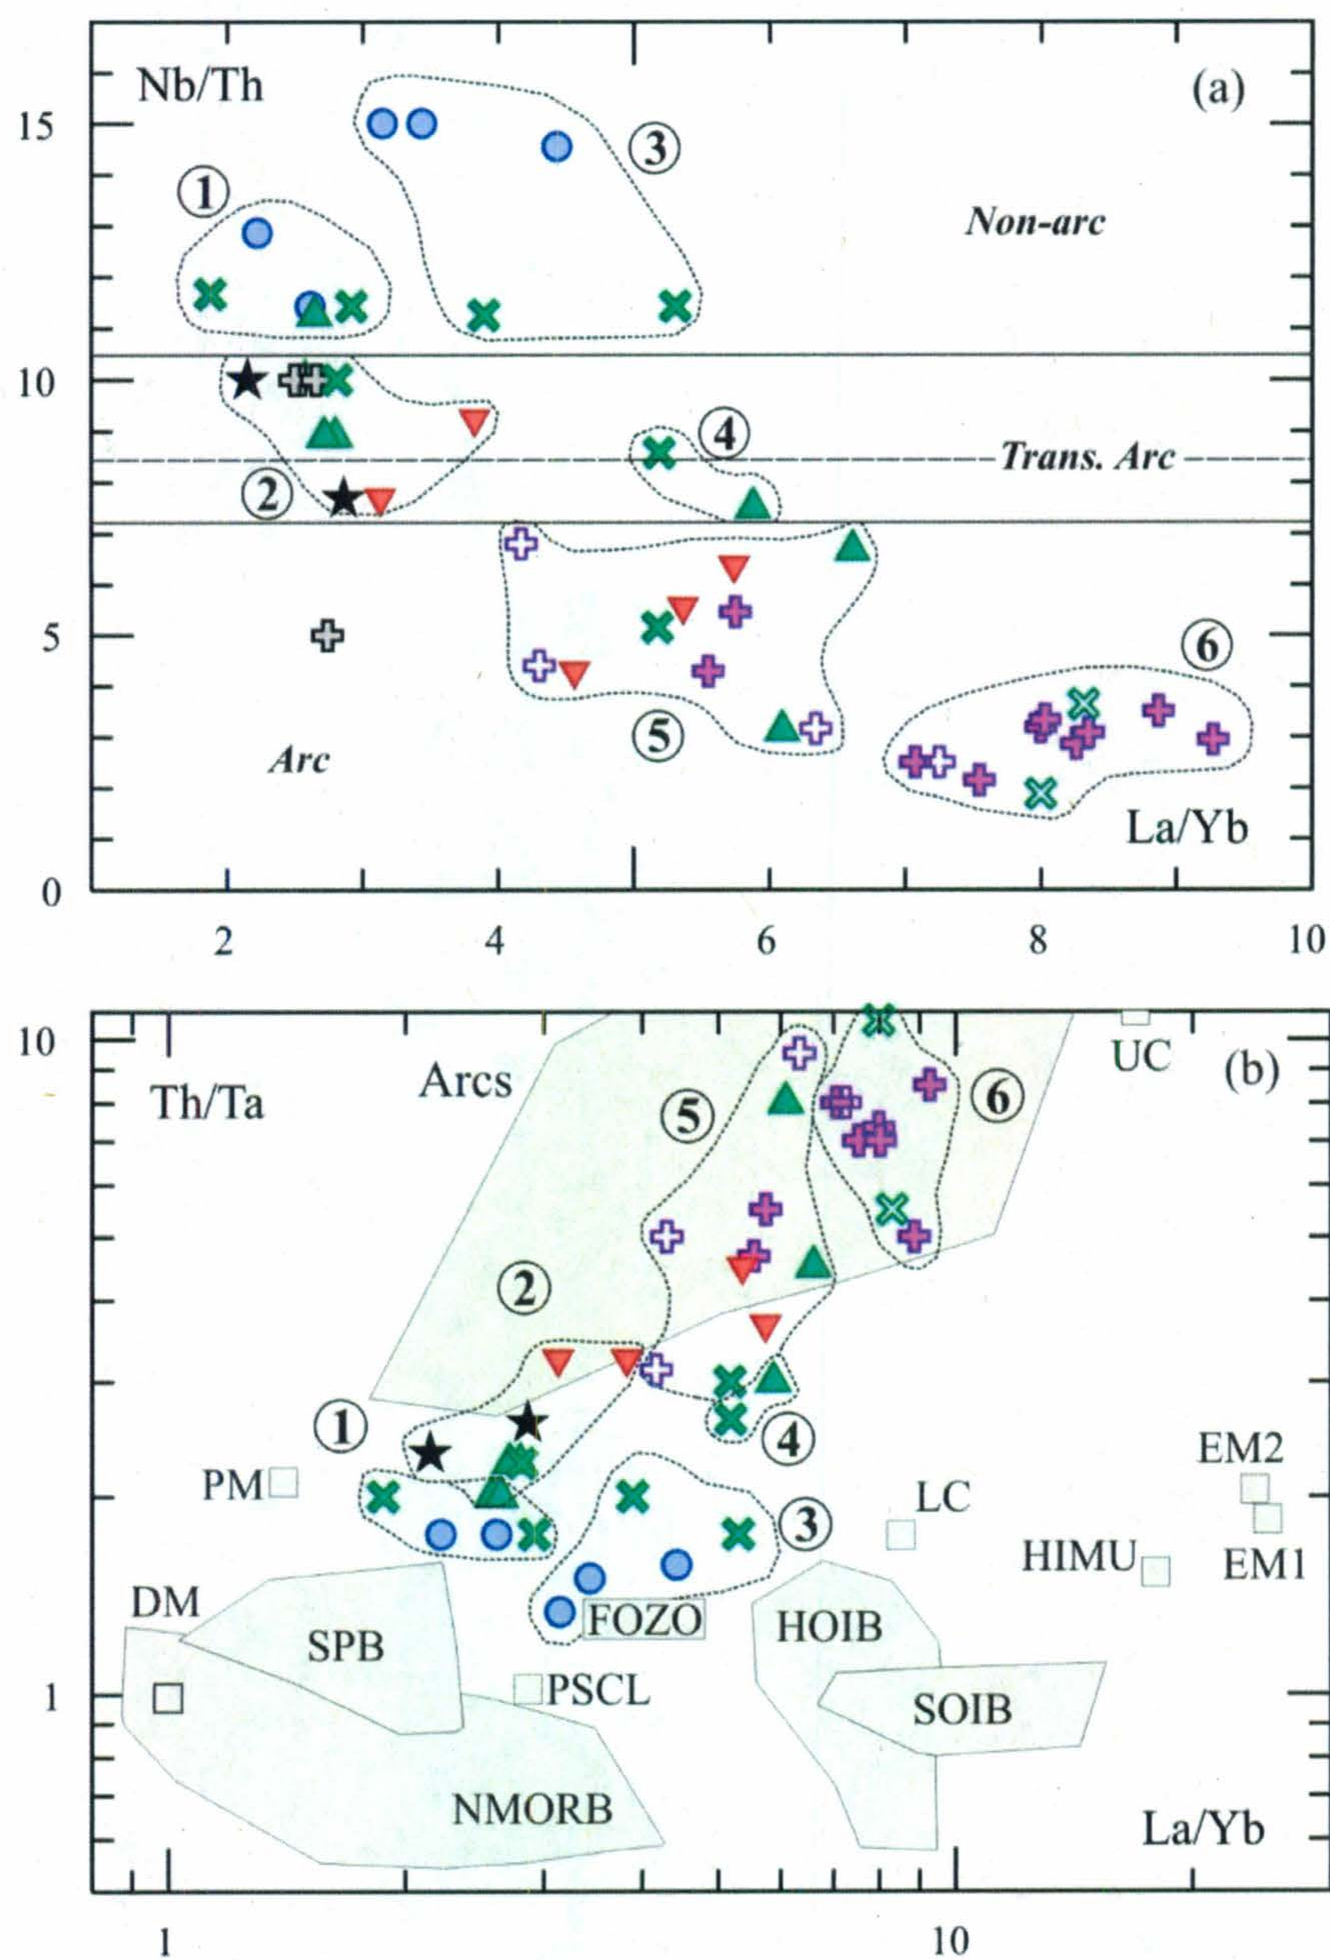 Nb/Th
(a)
15
3
1
Non-arc
10
4
Trans. Arc
2
5
6
5
Arc
La/Yb
0
2
4
6
8
10
10
UC
(b)
Arcs
Th/Ta
5
6
2
1
4
EM2
PM
LC
3
HIMU
EM1
DM
FOZO
HOIB
SPB
PSCL
1
SOIB
NMORB
La/Yb
1
10